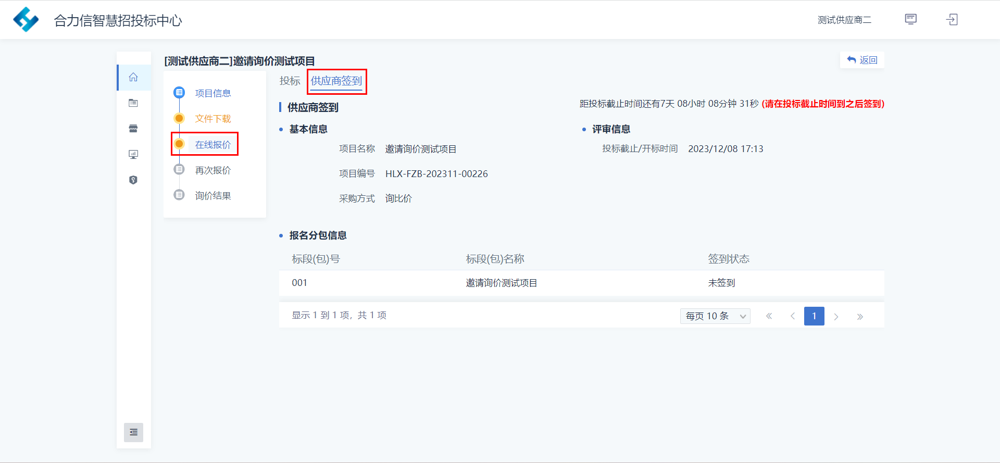 合力信智慧招投标中心
测试供应商二
[测试供应商二]邀请询价测试项目
返回
项目信息
文件下载
在线报价
再次报价
询价结果
投标
供应商签到
供应商签到
距投标截止时间还有7天 08小时 08分钟 31秒 (请在投标截止时间到之后签到)
基本信息
项目名称 邀请询价测试项目
项目编号 HLX-FZB-202311-00226
采购方式 询比价
评审信息
投标截止/开标时间 2023/12/08 17:13
报名分包信息
标段(包)号 标段(包)名称 签到状态
001 邀请询价测试项目 未签到
显示 1 到 1 项，共 1 项
每页 10 条
1